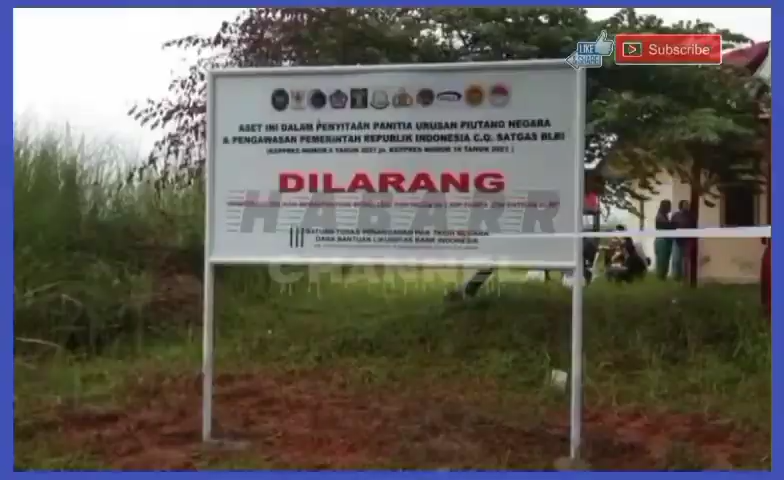 LIKE
SHARE
Subscribe
ASET INI DALAM PENYITAAN PANITIA URUSAN PIUTANG NEGARA
& PENGAWASAN PEMERINTAH REPUBLIK INDONESIA C.Q. SATGAS BLBI
(KEPPRES NOMOR 6 TAHUN 2021 jo. KEPPRES NOMOR 16 TAHUN 2021)
DILARANG
HABARR
SATUAN TUGAS PENANGANAN HAK TAGIH NEGARA
DANA BANTUAN LIKUIDITAS BANK INDONESIA
CHANNEL